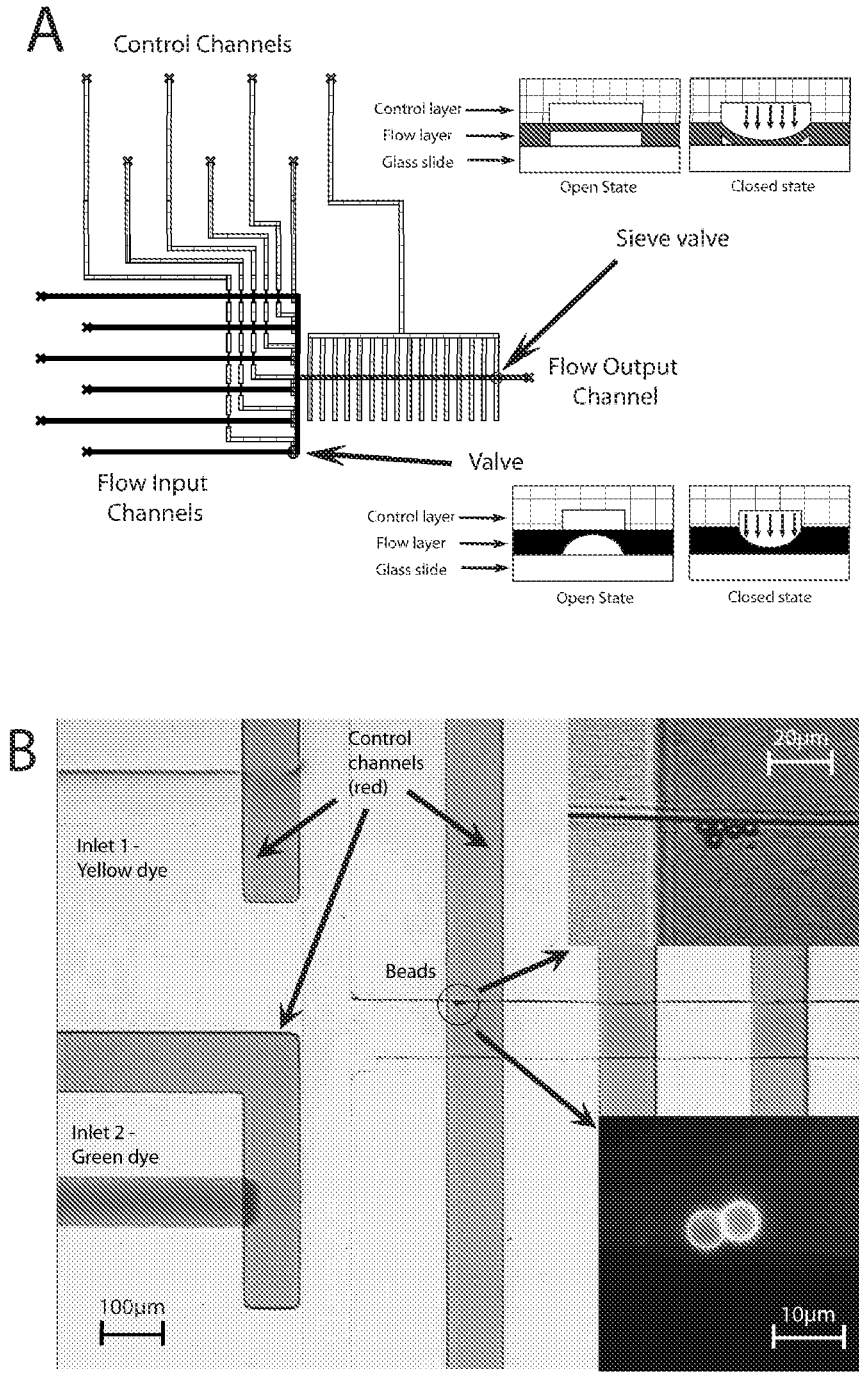 A
Control Channels
Control layer
Flow layer
Glass slide
Open State
Closed state
Sieve valve
Flow Output
Channel
Valve
Flow Input
Channels
Control layer
Flow layer
Glass slide
Open State
Closed state
B
Control
channels
(red)
20µm
Inlet 1 -
Yellow dye
Beads
Inlet 2 -
Green dye
100µm
10µm